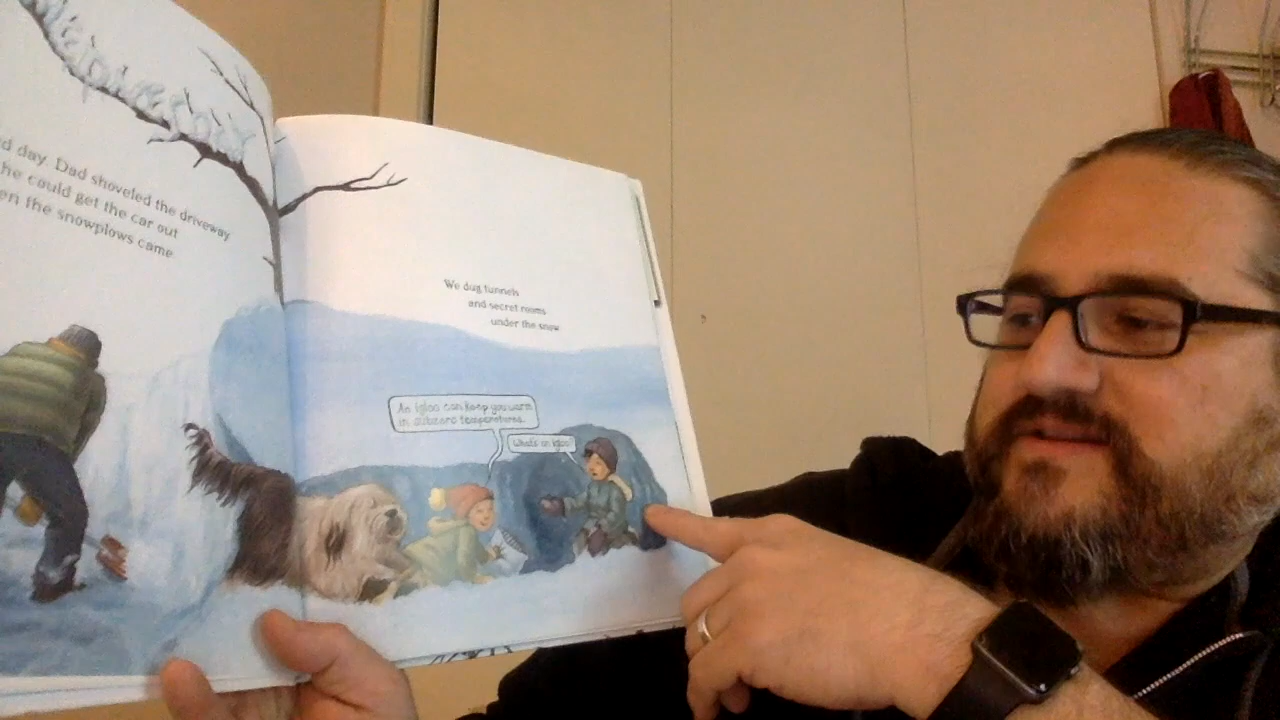 d day. Dad shoveled the driveway
he could get the car out
en the snowplows came.
We dug tunnels
and secret rooms
under the snow
An igloo can keep you warm
in subzero temperatures.
What's an igloo?